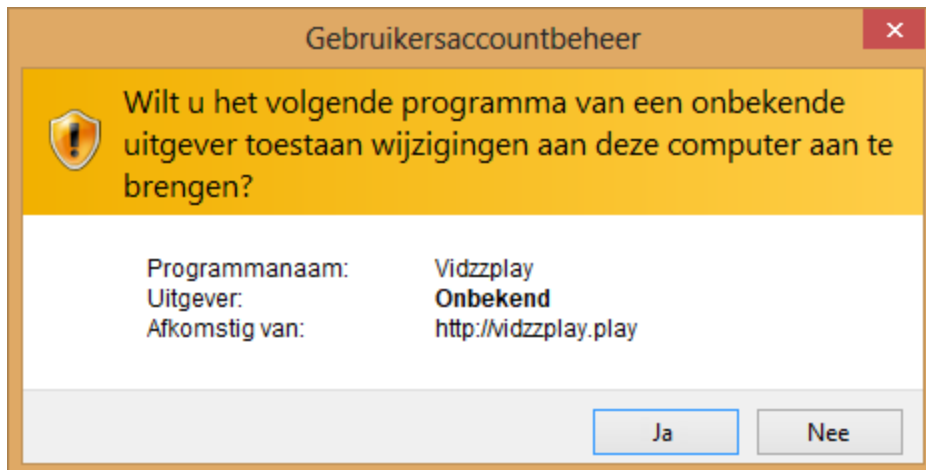 Gebruikersaccountbeheer
Wilt u het volgende programma van een onbekende
uitgever toestaan wijzigingen aan deze computer aan te
brengen?
Programmanaam: Vidzzplay
Uitgever: Onbekend
Afkomstig van: http://vidzzplay.play
Ja Nee